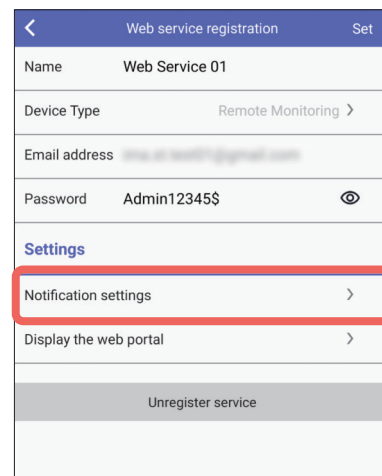 Web service registration Set
Name Web Service 01
Device Type Remote Monitoring
Email address
Password Admin12345$
Settings
Notification settings
Display the web portal
Unregister service